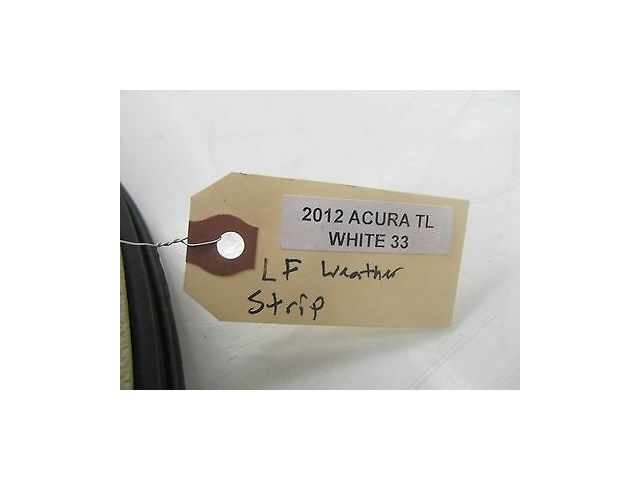 2012 ACURA TL
WHITE 33
LF Weather
Strip